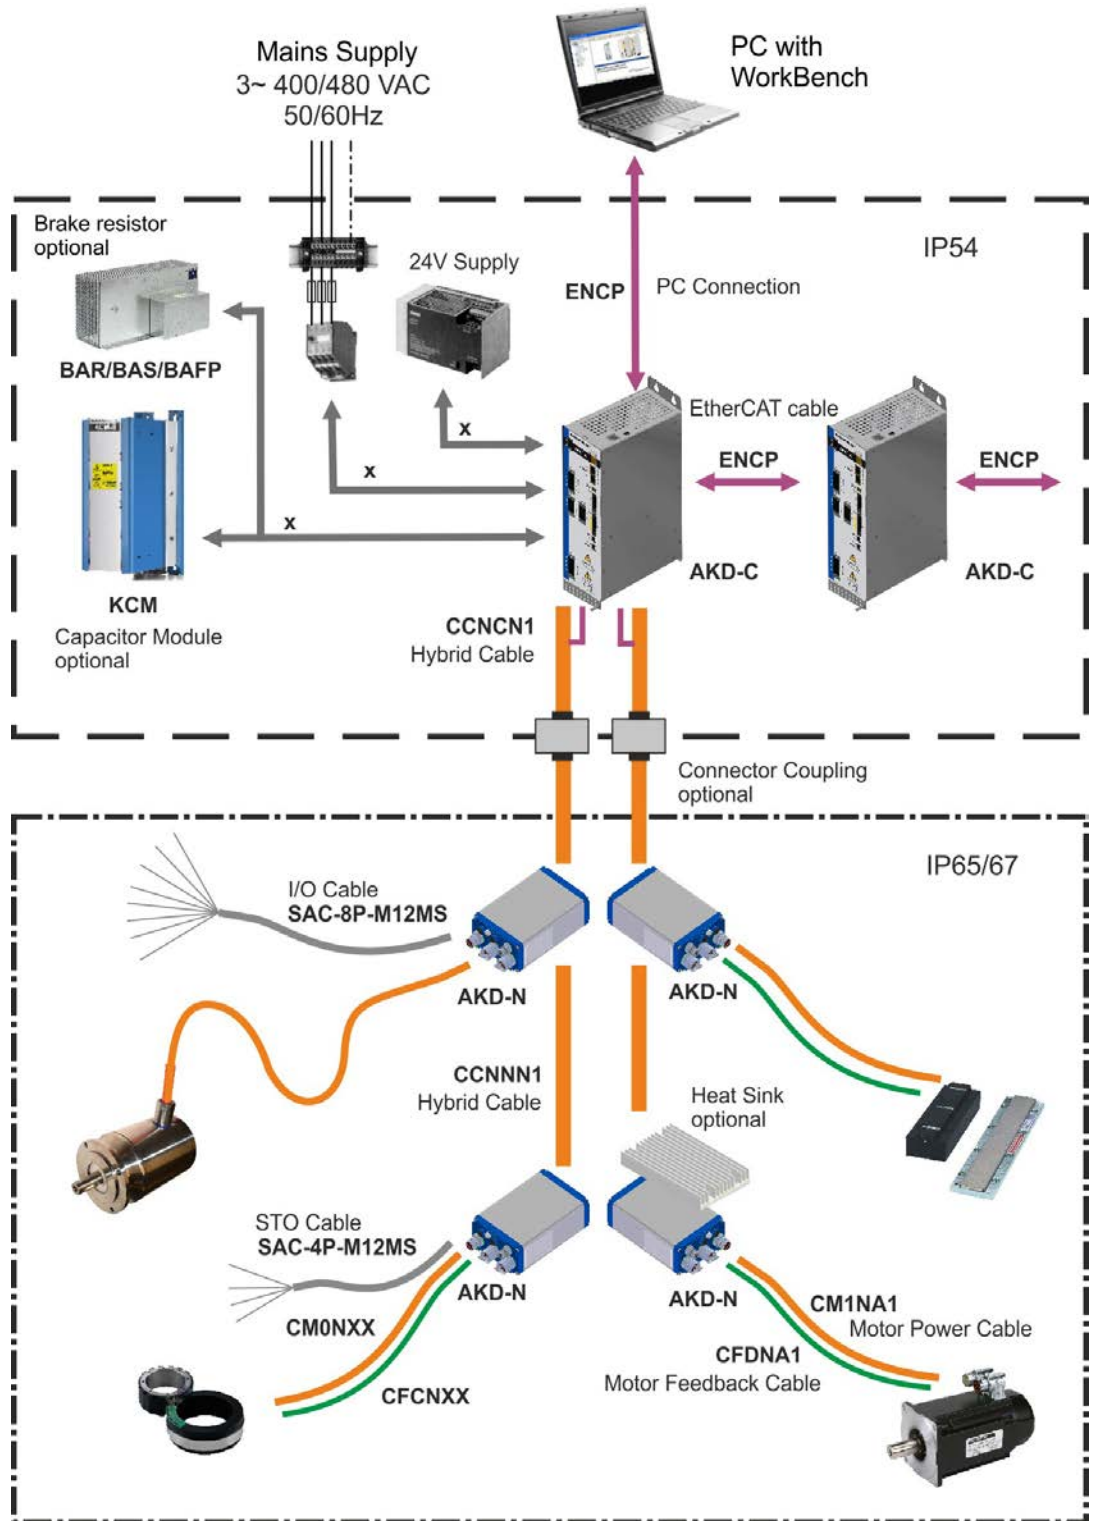 Mains Supply
3~ 400/480 VAC
50/60Hz
PC with
WorkBench
Brake resistor
optional
24V Supply
IP54
ENCP
PC Connection
BAR/BAS/BAFP
EtherCAT cable
x
ENCP
ENCP
x
x
AKD-C
AKD-C
KCM
Capacitor Module
optional
CCNCN1
Hybrid Cable
Connector Coupling
optional
IP65/67
I/O Cable
SAC-8P-M12MS
AKD-N
AKD-N
CCNNN1
Hybrid Cable
Heat Sink
optional
STO Cable
SAC-4P-M12MS
AKD-N
AKD-N
CM0NXX
CM1NA1
Motor Power Cable
CFDNA1
Motor Feedback Cable
CFCNXX